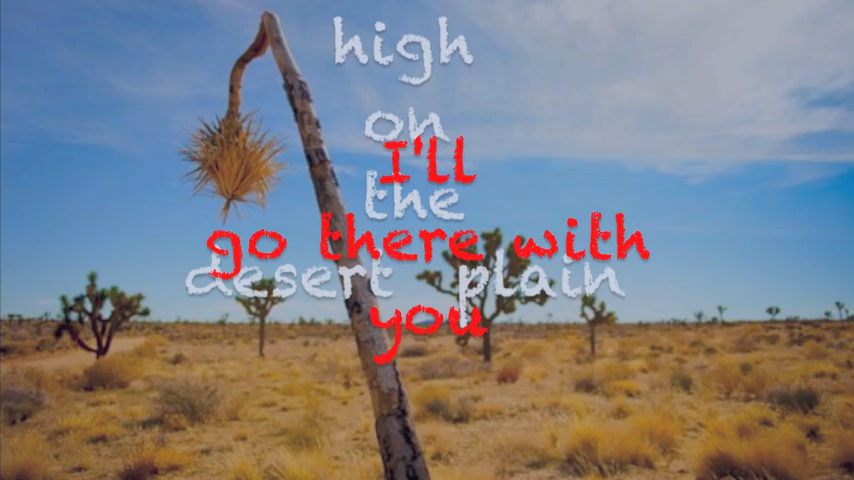 high
on
I'll
the
go there with
desert plain
you